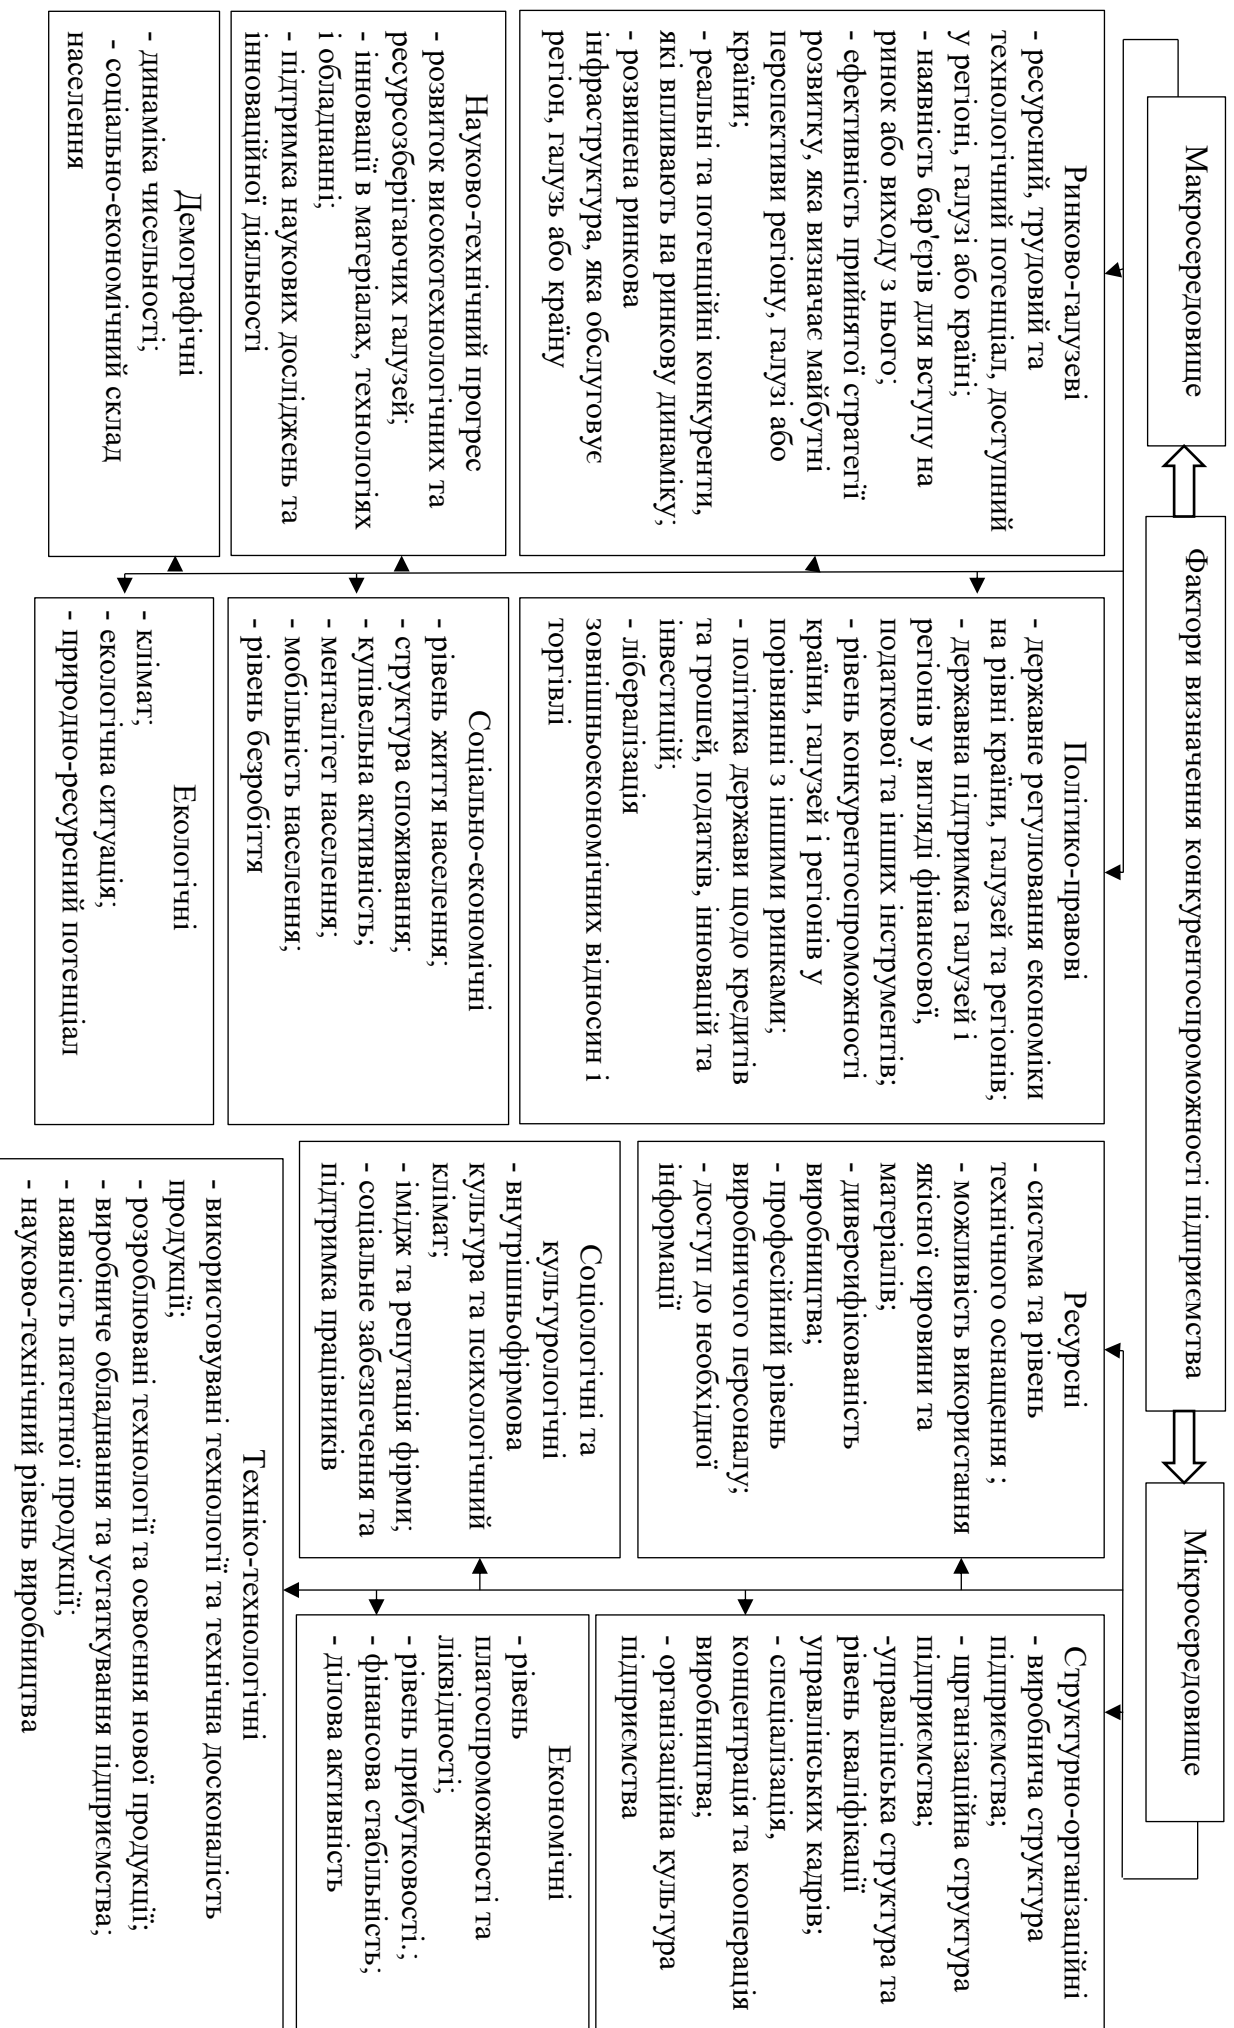 Фактори визначення конкурентоспроможності підприємства
Макросередовище
Мікросередовище
Ринково-галузеві
- ресурсний, трудовий та
технологічний потенціал, доступний
у регіоні, галузі або країні;
- наявність бар'єрів для вступу на
ринок або виходу з нього;
- ефективність прийнятої стратегії
розвитку, яка визначає майбутні
перспективи регіону, галузі або
країни;
- реальні та потенційні конкуренти,
які впливають на ринкову динаміку;
- розвинена ринкова
інфраструктура, яка обслуговує
регіон, галузь або країну
Політико-правові
- державне регулювання економіки
на рівні країни, галузей та регіонів;
- державна підтримка галузей і
регіонів у вигляді фінансової,
податкової та інших інструментів;
- рівень конкурентоспроможності
країни, галузей і регіонів у
порівнянні з іншими ринками;
- політика держави щодо кредитів
та грошей, податків, інновацій та
інвестицій;
- лібералізація
зовнішньоекономічних відносин і
торгівлі
Науково-технічний прогрес
- розвиток високотехнологічних та
ресурсозберігаючих галузей;
- інновації в матеріалах, технологіях
і обладнанні;
- підтримка наукових досліджень та
інноваційної діяльності
Соціально-економічні
- рівень життя населення;
- структура споживання;
- купівельна активність;
- менталітет населення;
- мобільність населення;
- рівень безробіття
Демографічні
- динаміка чисельності;
- соціально-економічний склад
населення
Екологічні
- клімат;
- екологічна ситуація;
- природно-ресурсний потенціал
Ресурсні
- система та рівень
технічного оснащення ;
- можливість використання
якісної сировини та
матеріалів;
- диверсифікованість
виробництва;
- професійний рівень
виробничого персоналу;
- доступ до необхідної
інформації
Структурно-організаційні
- виробнича структура
підприємства;
- щрганізаційна структура
підприємства;
-управлінська структура та
рівень кваліфікації
управлінських кадрів;
- спеціалізація,
концентрація та кооперація
виробництва;
- організаційна культура
підприємства
Соціологічні та
культурологічні
- внутрішньофірмова
культура та психологічний
клімат;
- імідж та репутація фірми;
- соціальне забезпечення та
підтримка працівників
Економічні
- рівень
платоспроможності та
ліквідності;
- рівень прибутковості.;
- фінансова стабільність;
- ділова активність
Техніко-технологічні
- використовувані технології та технічна досконалість
продукції;
- розроблювані технології та освоєння нової продукції;
- виробниче обладнання та устаткування підприємства;
- наявність патентної продукції;
- науково-технічний рівень виробництва